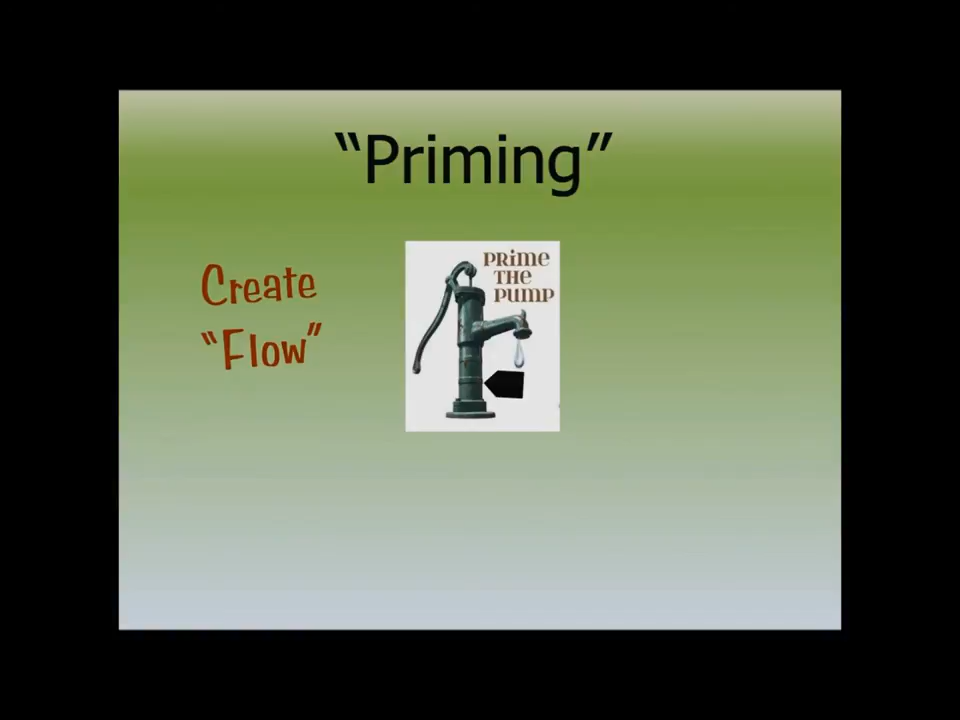 “Priming”
Create
“Flow”
PRIME
THE
PUMP